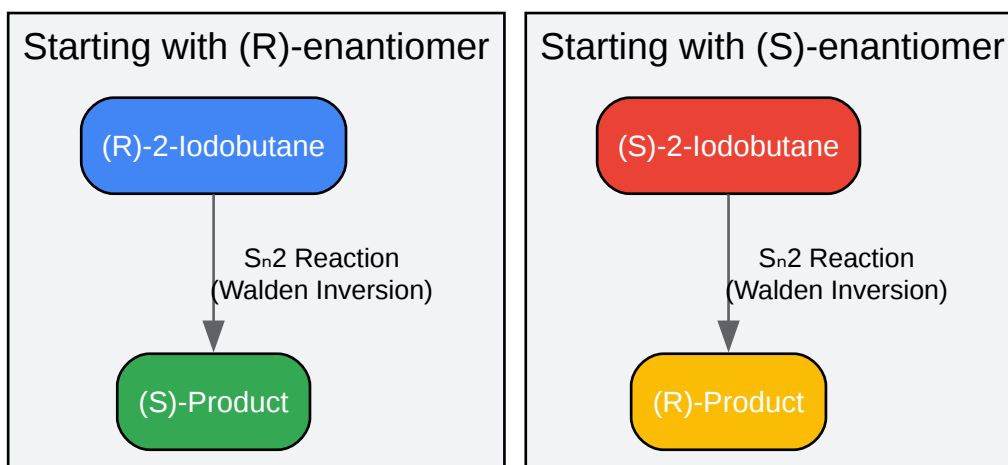 Starting with (R)-enantiomer
(R)-2-Iodobutane
Sₙ2 Reaction
(Walden Inversion)
(S)-Product
Starting with (S)-enantiomer
(S)-2-Iodobutane
Sₙ2 Reaction
(Walden Inversion)
(R)-Product